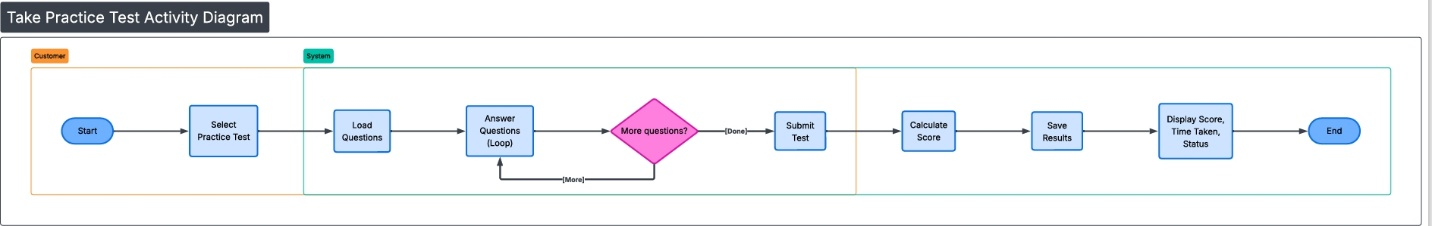 Take Practice Test Activity Diagram
Customer
System
Start
Select
Practice Test
Load
Questions
Answer
Questions
(Loop)
More questions?
[Done]
[More]
Submit
Test
Calculate
Score
Save
Results
Display Score,
Time Taken,
Status
End